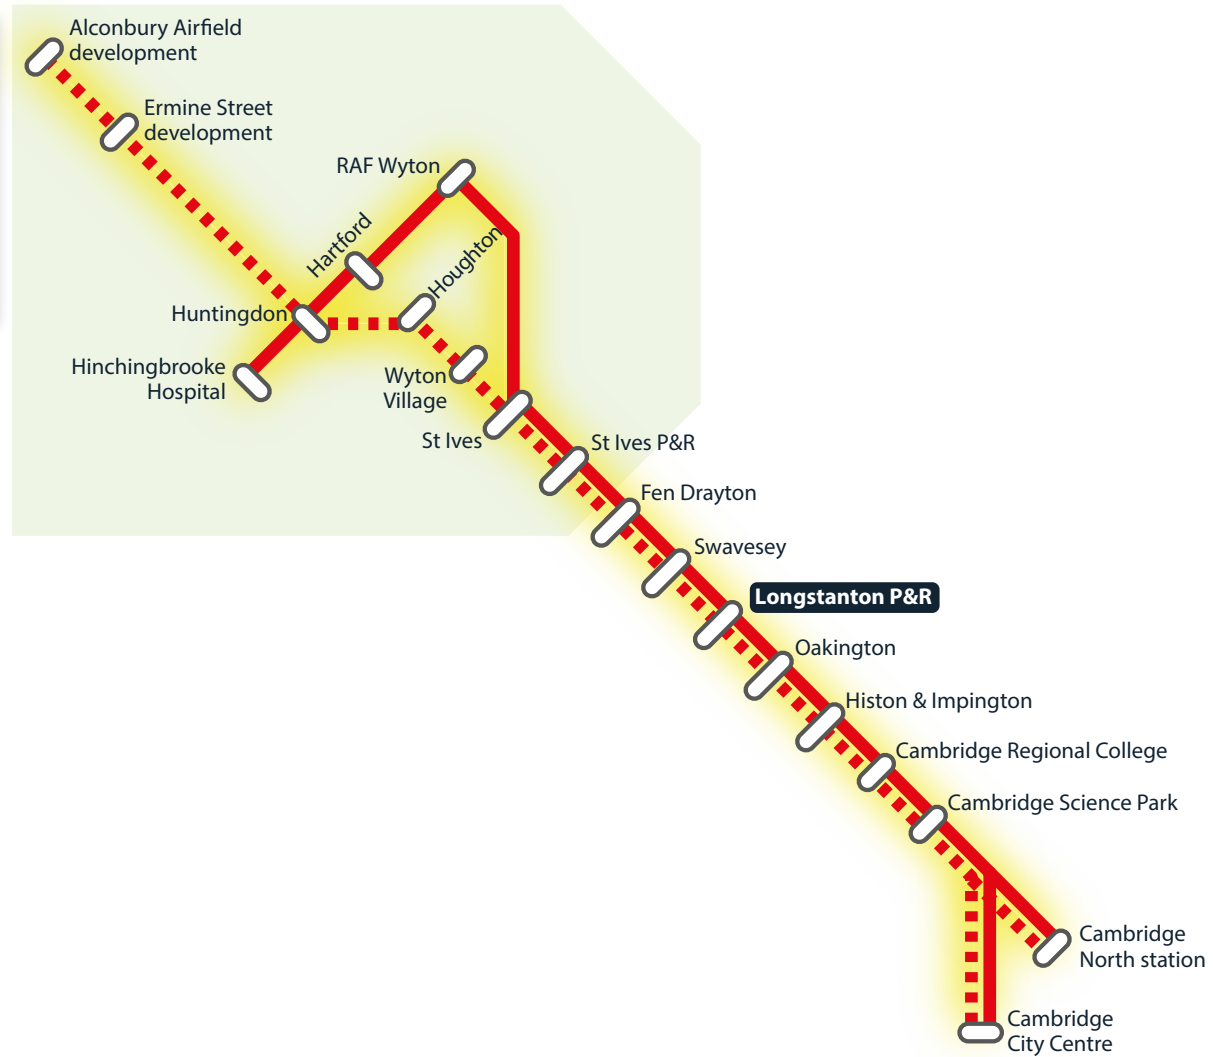 Alconbury Airfield
development
Ermine Street
development
RAF Wyton
Hartford
Houghton
Huntingdon
Hinchingbrooke
Hospital
Wyton
Village
St Ives
St Ives P&R
Fen Drayton
Swavesey
Longstanton P&R
Oakington
Histon & Impington
Cambridge Regional College
Cambridge Science Park
Cambridge
North station
Cambridge
City Centre